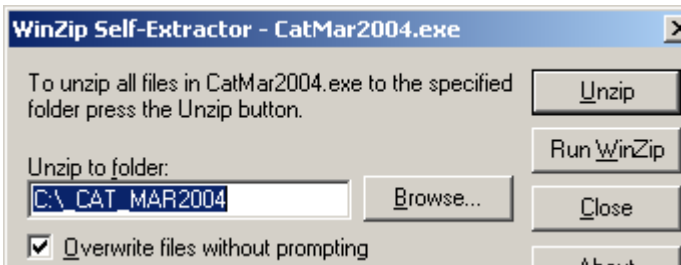 WinZip Self-Extractor - CatMar2004.exe
To unzip all files in CatMar2004.exe to the specified
folder press the Unzip button.
Unzip
Run WinZip
Unzip to folder:
C:\_CAT_MAR2004
Browse...
Close
Overwrite files without prompting
About